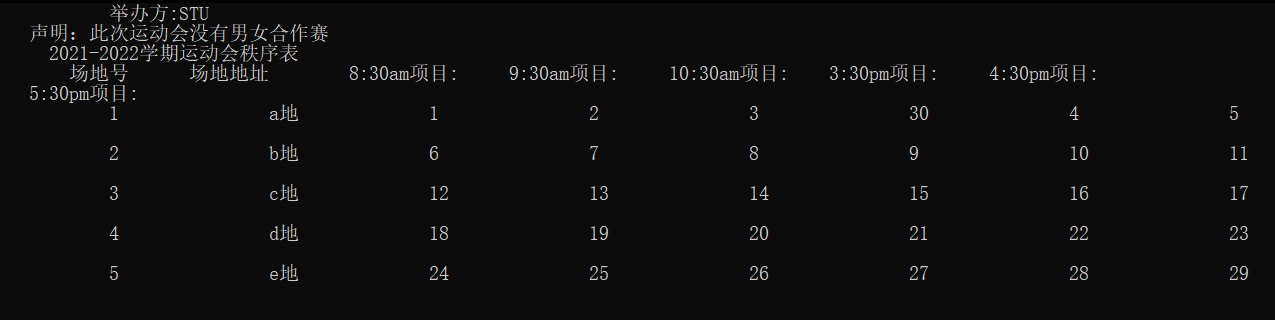 举办方:STU
声明：此次运动会没有男女合作赛
2021-2022学期运动会秩序表
场地号 场地地址 8:30am项目: 9:30am项目: 10:30am项目: 3:30pm项目: 4:30pm项目:
5:30pm项目:
1 a地 1 2 3 30 4 5
2 b地 6 7 8 9 10 11
3 c地 12 13 14 15 16 17
4 d地 18 19 20 21 22 23
5 e地 24 25 26 27 28 29